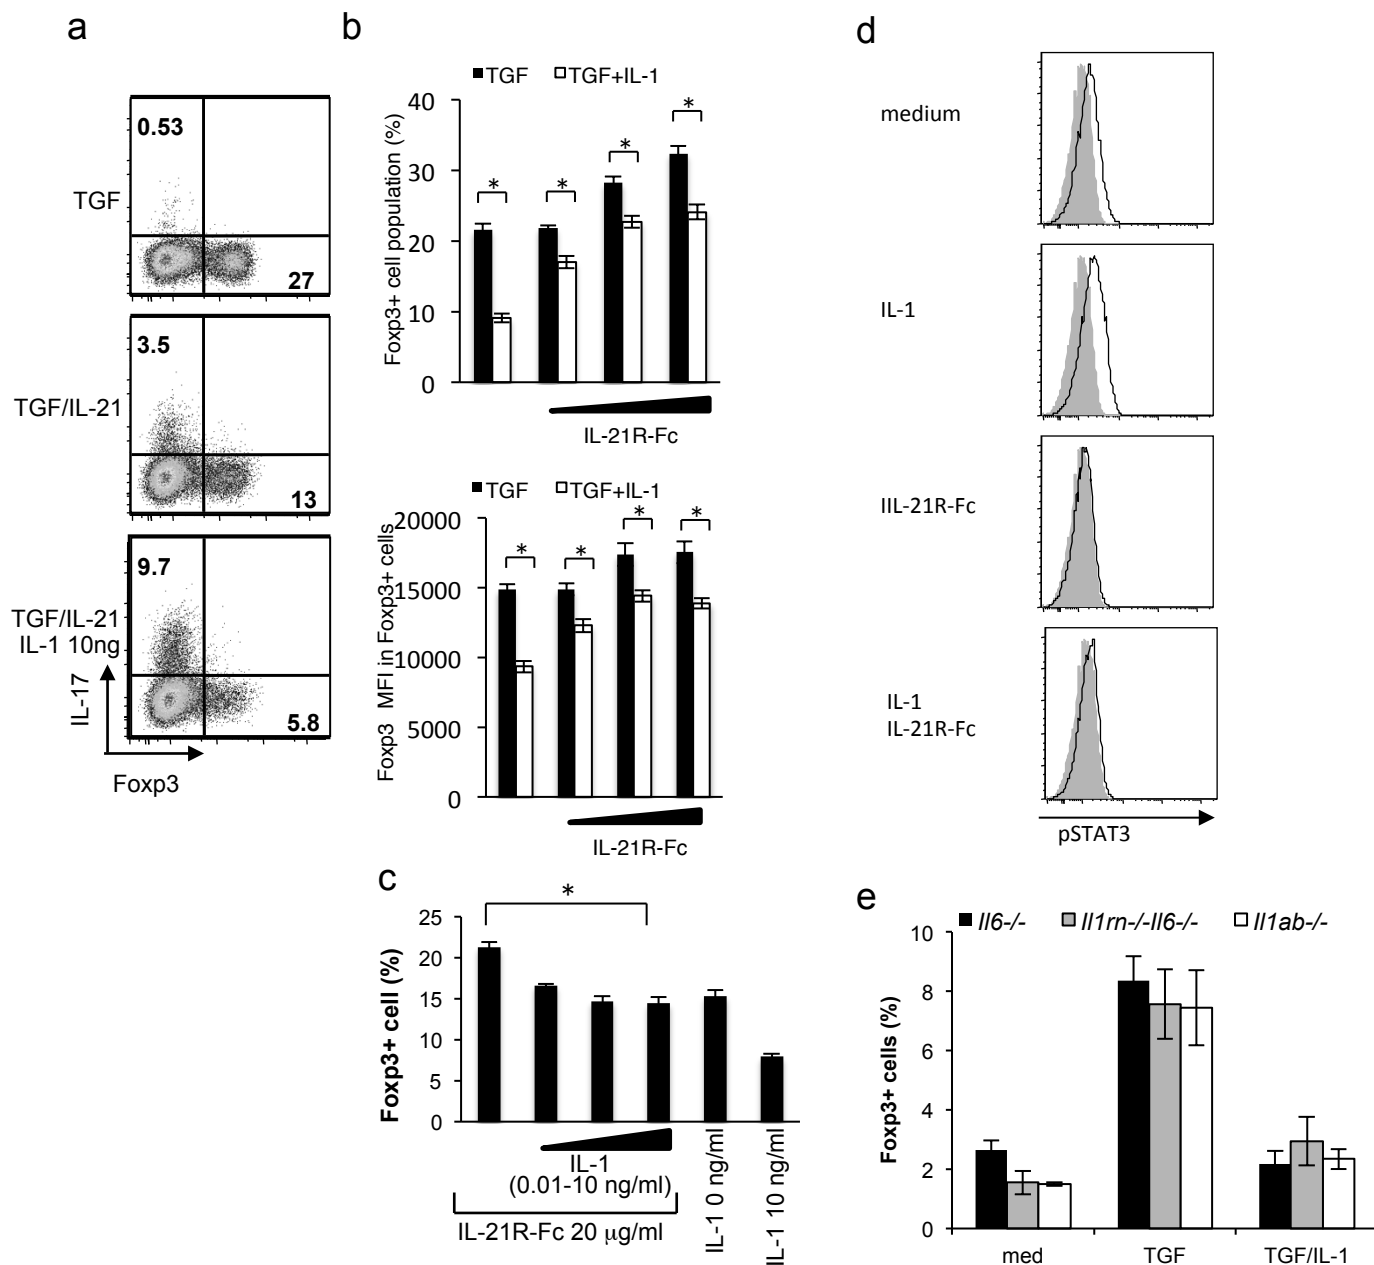 a
0.53
TGF
27
3.5
TGF/IL-21
13
9.7
TGF/IL-21
IL-1 10ng
5.8
IL-17
Foxp3
b
TGF TGF+IL-1
Foxp3+ cell population (%)
40
30
20
10
0
* * * *
IL-21R-Fc
TGF TGF+IL-1
Foxp3 MFI in Foxp3+ cells
20000
15000
10000
5000
0
* * * *
IL-21R-Fc
c
*
Foxp3+ cell (%)
25
20
15
10
5
0
IL-1
(0.01-10 ng/ml)
IL-21R-Fc 20 μg/ml
IL-1 0 ng/ml
IL-1 10 ng/ml
d
medium
IL-1
IIL-21R-Fc
IL-1
IL-21R-Fc
pSTAT3
e
Il6-/- Il1rn-/-Il6-/- Il1ab-/-
Foxp3+ cells (%)
10
8
6
4
2
0
med TGF TGF/IL-1